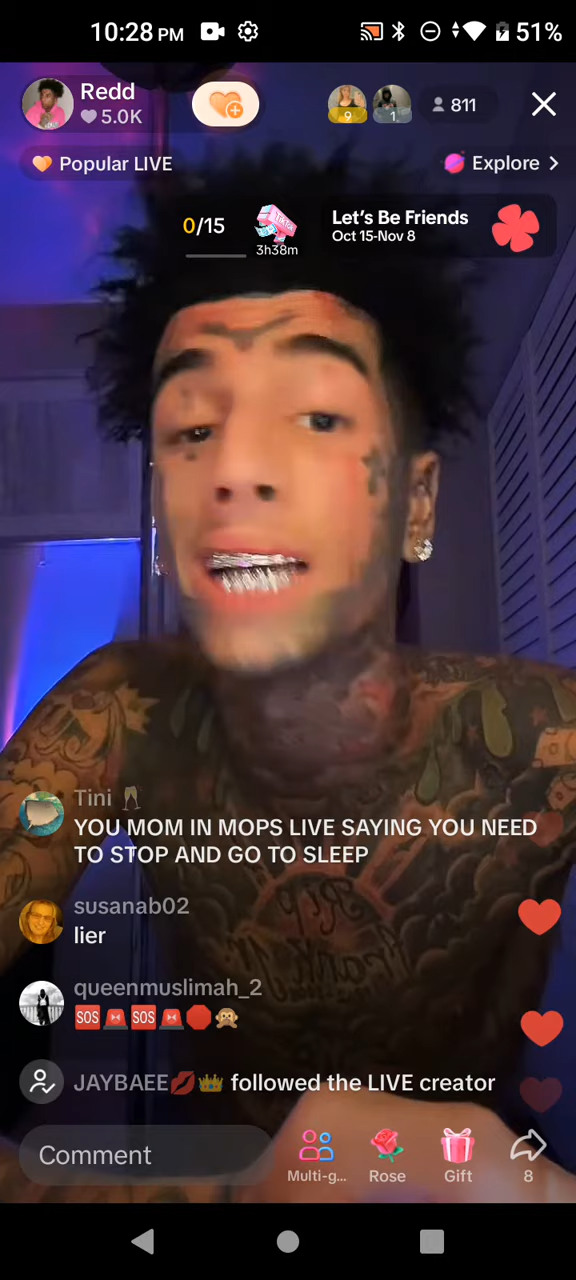 10:28 PM
51%
Redd
5.0K
9
1
811
Popular LIVE
Explore >
0/15
TikTok
3h38m
Let's Be Friends
Oct 15-Nov 8
Tini 🥂
YOU MOM IN MOPS LIVE SAYING YOU NEED
TO STOP AND GO TO SLEEP
susanab02
lier
queenmuslimah_2
🆘🚨🆘🚨🛑🙊
JAYBAEE💋👑 followed the LIVE creator
Comment
Multi-g...
Rose
Gift
8